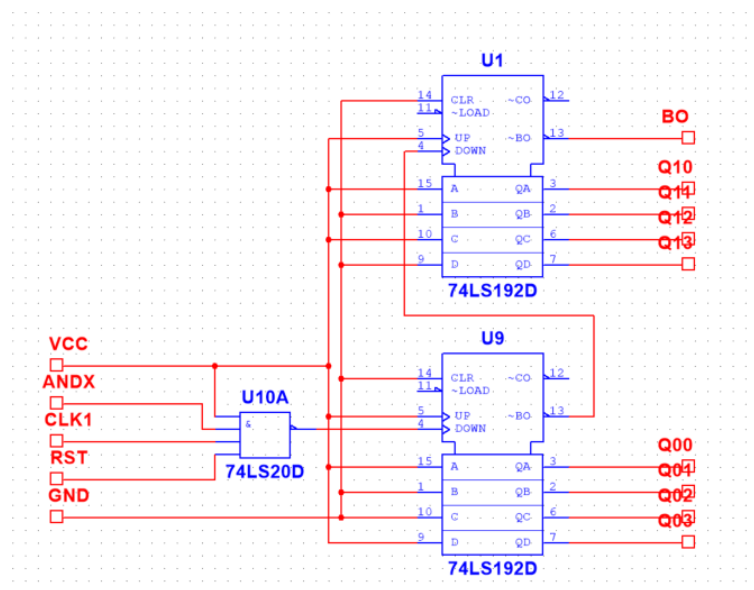 U1
14 CLR ~CO 12
11 ~LOAD
5 UP ~BO 13
4 DOWN
15 A QA 3
1 B QB 2
10 C QC 6
9 D QD 7
74LS192D
BO
Q10
Q11
Q12
Q13
VCC
ANDX
CLK1
RST
GND
U10A
&
74LS20D
U9
14 CLR ~CO 12
11 ~LOAD
5 UP ~BO 13
4 DOWN
15 A QA 3
1 B QB 2
10 C QC 6
9 D QD 7
74LS192D
Q00
Q01
Q02
Q03